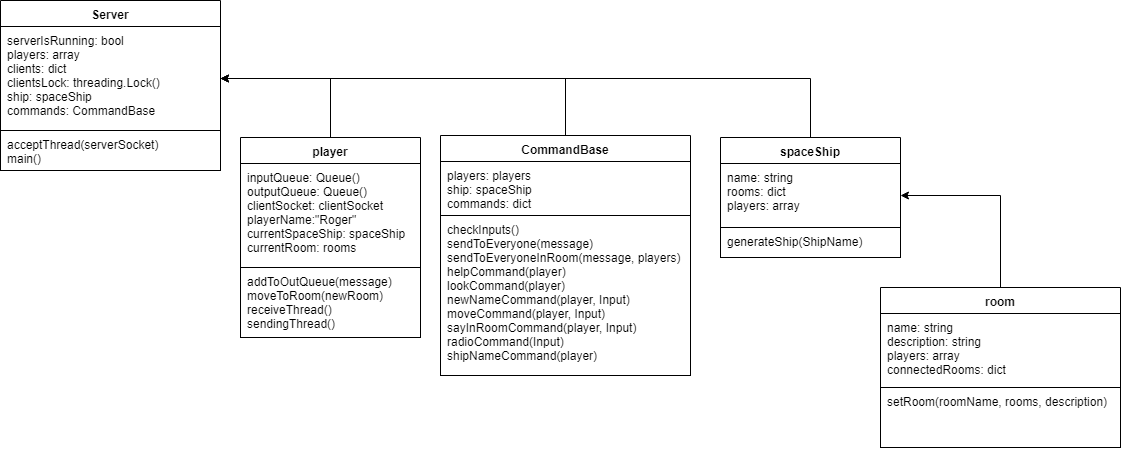 Server
serverIsRunning: bool
players: array
clients: dict
clientsLock: threading.Lock()
ship: spaceShip
commands: CommandBase
acceptThread(serverSocket)
main()
player
inputQueue: Queue()
outputQueue: Queue()
clientSocket: clientSocket
playerName:"Roger"
currentSpaceShip: spaceShip
currentRoom: rooms
addToOutQueue(message)
moveToRoom(newRoom)
receiveThread()
sendingThread()
CommandBase
players: players
ship: spaceShip
commands: dict
checkInputs()
sendToEveryone(message)
sendToEveryoneInRoom(message, players)
helpCommand(player)
lookCommand(player)
newNameCommand(player, Input)
moveCommand(player, Input)
sayInRoomCommand(player, Input)
radioCommand(Input)
shipNameCommand(player)
spaceShip
name: string
rooms: dict
players: array
generateShip(ShipName)
room
name: string
description: string
players: array
connectedRooms: dict
setRoom(roomName, rooms, description)